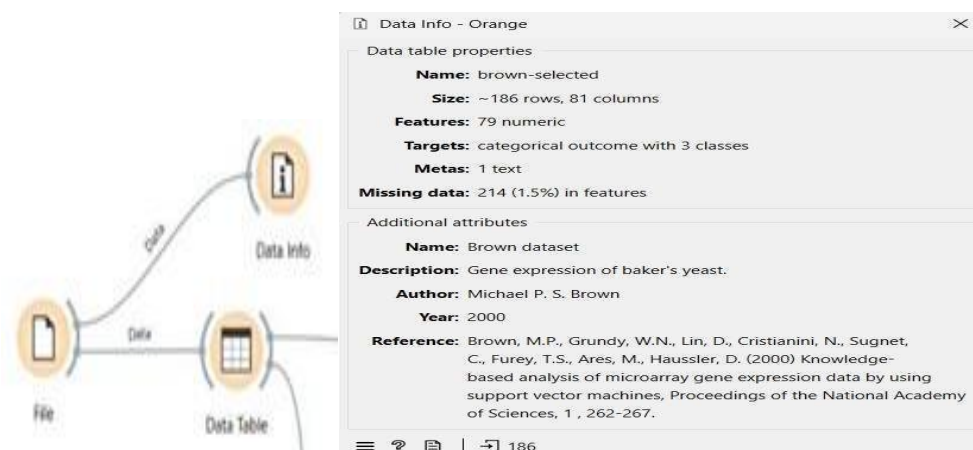 Data Info - Orange
Data table properties
Name: brown-selected
Size: ~186 rows, 81 columns
Features: 79 numeric
Targets: categorical outcome with 3 classes
Metas: 1 text
Missing data: 214 (1.5%) in features
Additional attributes
Name: Brown dataset
Description: Gene expression of baker's yeast.
Author: Michael P. S. Brown
Year: 2000
Reference: Brown, M.P., Grundy, W.N., Lin, D., Cristianini, N., Sugnet,
C., Furey, T.S., Ares, M., Haussler, D. (2000) Knowledge-
based analysis of microarray gene expression data by using
support vector machines, Proceedings of the National Academy
of Sciences, 1 , 262-267.
? | 186
Data
Data Info
Data
File
Data Table